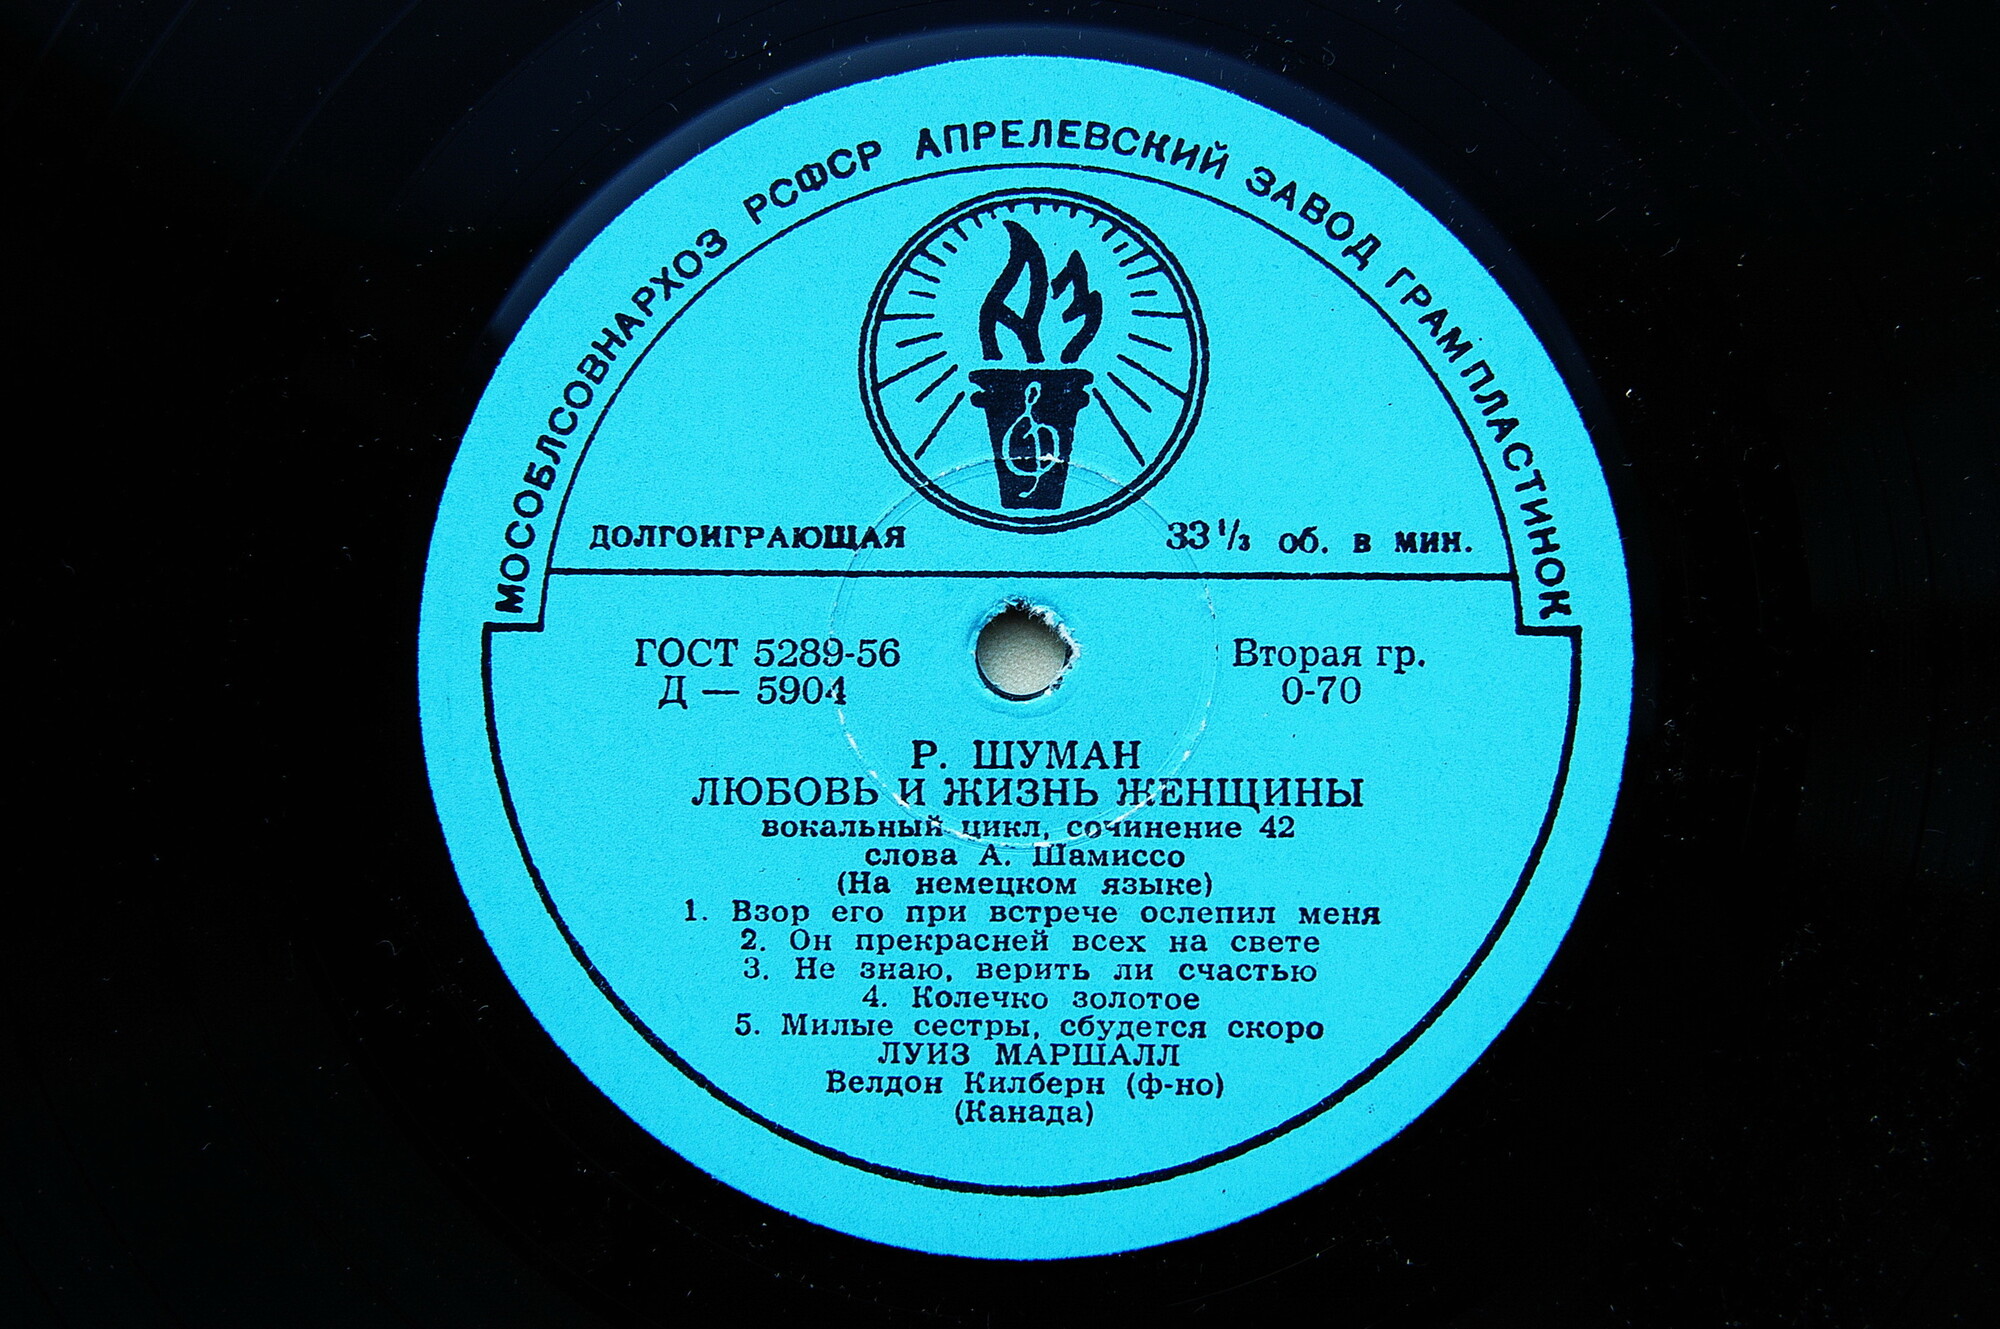 МОСОБЛСОВНАРХОЗ РСФСР АПРЕЛЕВСКИЙ ЗАВОД ГРАМПЛАСТИНОК
АЗ
ДОЛГОИГРАЮЩАЯ 33 1/3 об. в мин.
ГОСТ 5289-56 Вторая гр.
Д — 5904 0-70
Р. ШУМАН
ЛЮБОВЬ И ЖИЗНЬ ЖЕНЩИНЫ
вокальный цикл, сочинение 42
слова А. Шамиссо
(На немецком языке)
1. Взор его при встрече ослепил меня
2. Он прекрасней всех на свете
3. Не знаю, верить ли счастью
4. Колечко золотое
5. Милые сестры, сбудется скоро
ЛУИЗ МАРШАЛЛ
Велдон Килберн (ф-но)
(Канада)